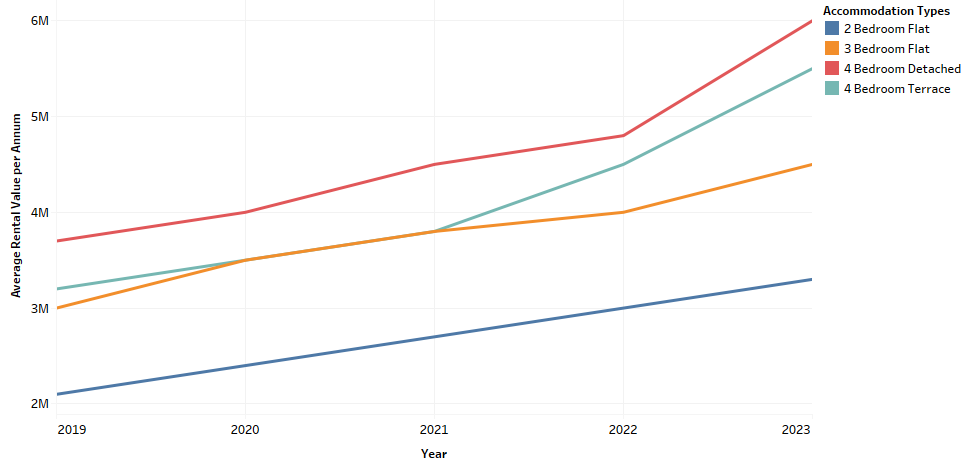 Accommodation Types
2 Bedroom Flat
3 Bedroom Flat
4 Bedroom Detached
4 Bedroom Terrace
Average Rental Value per Annum
6M
5M
4M
3M
2M
2019 2020 2021 2022 2023
Year